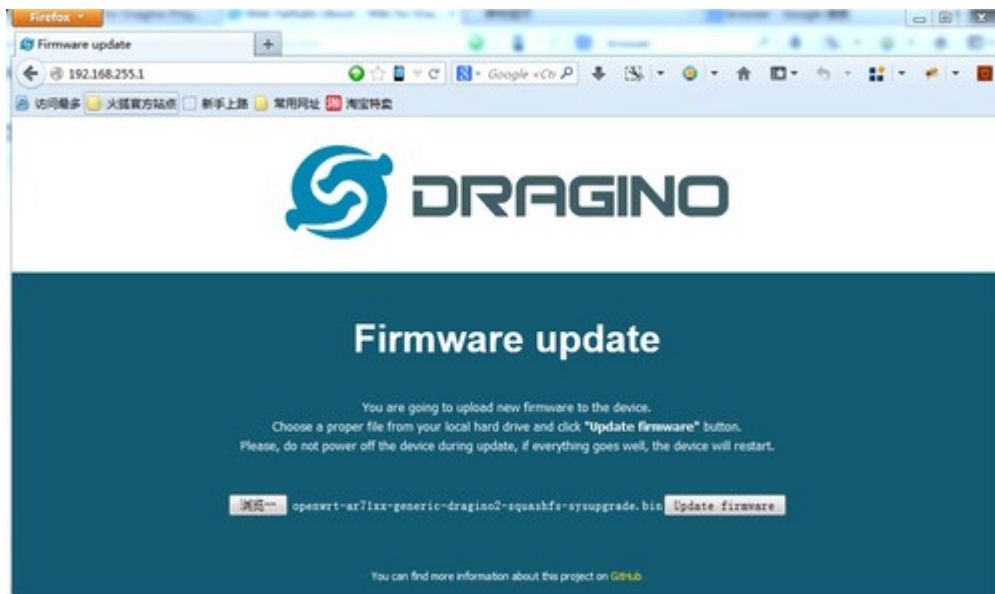 Firefox
Firmware update
192.168.255.1
Google
访问最多 火狐官方站点 新手上路 常用网址 淘宝特卖
DRAGINO
Firmware update
You are going to upload new firmware to the device.
Choose a proper file from your local hard drive and click "Update firmware" button.
Please, do not power off the device during update, if everything goes well, the device will restart.
openwrt-ar71xx-generic-dragino2-squashfs-sysupgrade.bin Update firmware
You can find more information about this project on GitHub